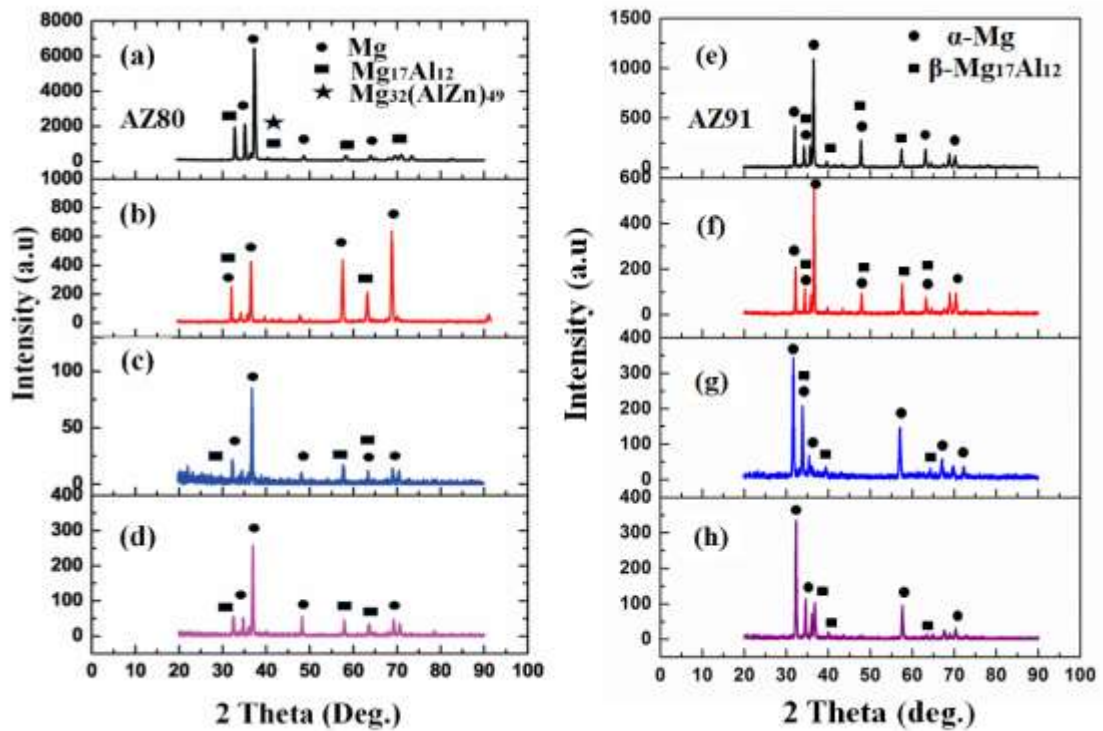 8000
6000
4000
2000
0
(a)
AZ80
Mg
Mg17Al12
Mg32(AlZn)49
1000
800
600
400
200
0
(b)
100
50
0
(c)
400
300
200
100
0
(d)
0 10 20 30 40 50 60 70 80 90 100
2 Theta (Deg.)
Intensity (a.u)
1500
1000
500
0
(e)
AZ91
α-Mg
β-Mg17Al12
600
400
200
0
(f)
400
300
200
100
0
(g)
400
300
200
100
0
(h)
0 10 20 30 40 50 60 70 80 90 100
2 Theta (deg.)
Intensity (a.u)